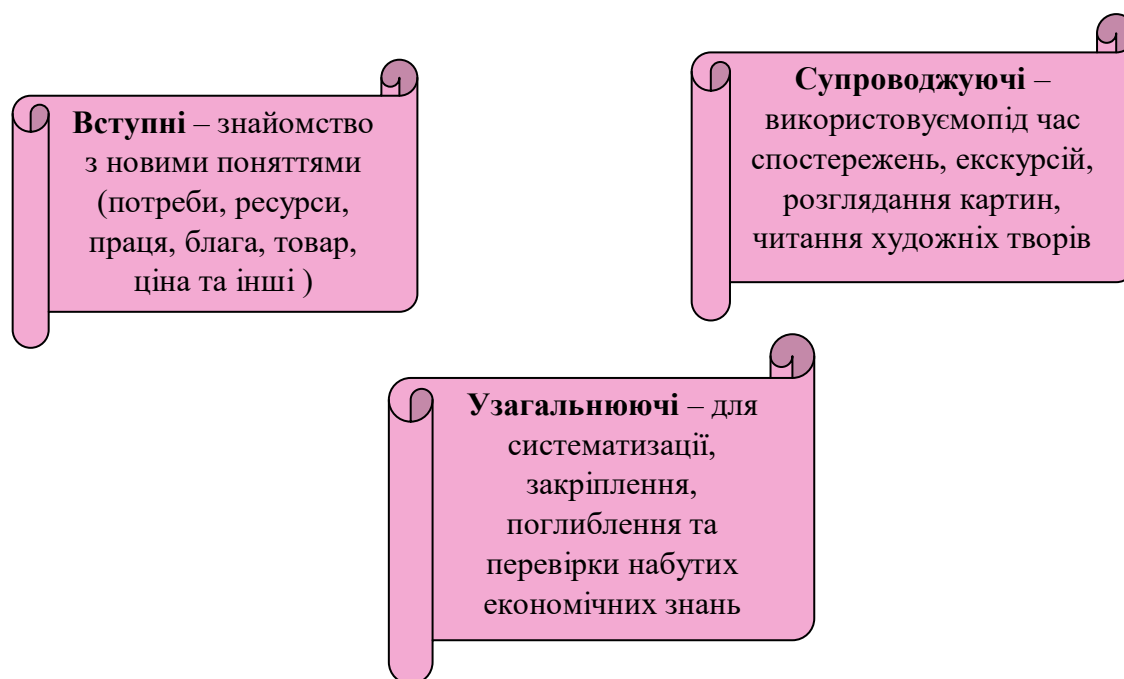 Вступні – знайомство
з новими поняттями
(потреби, ресурси,
праця, блага, товар,
ціна та інші )
Супроводжуючі –
використовуємопід час
спостережень, екскурсій,
розглядання картин,
читання художніх творів
Узагальнюючі – для
систематизації,
закріплення,
поглиблення та
перевірки набутих
економічних знань